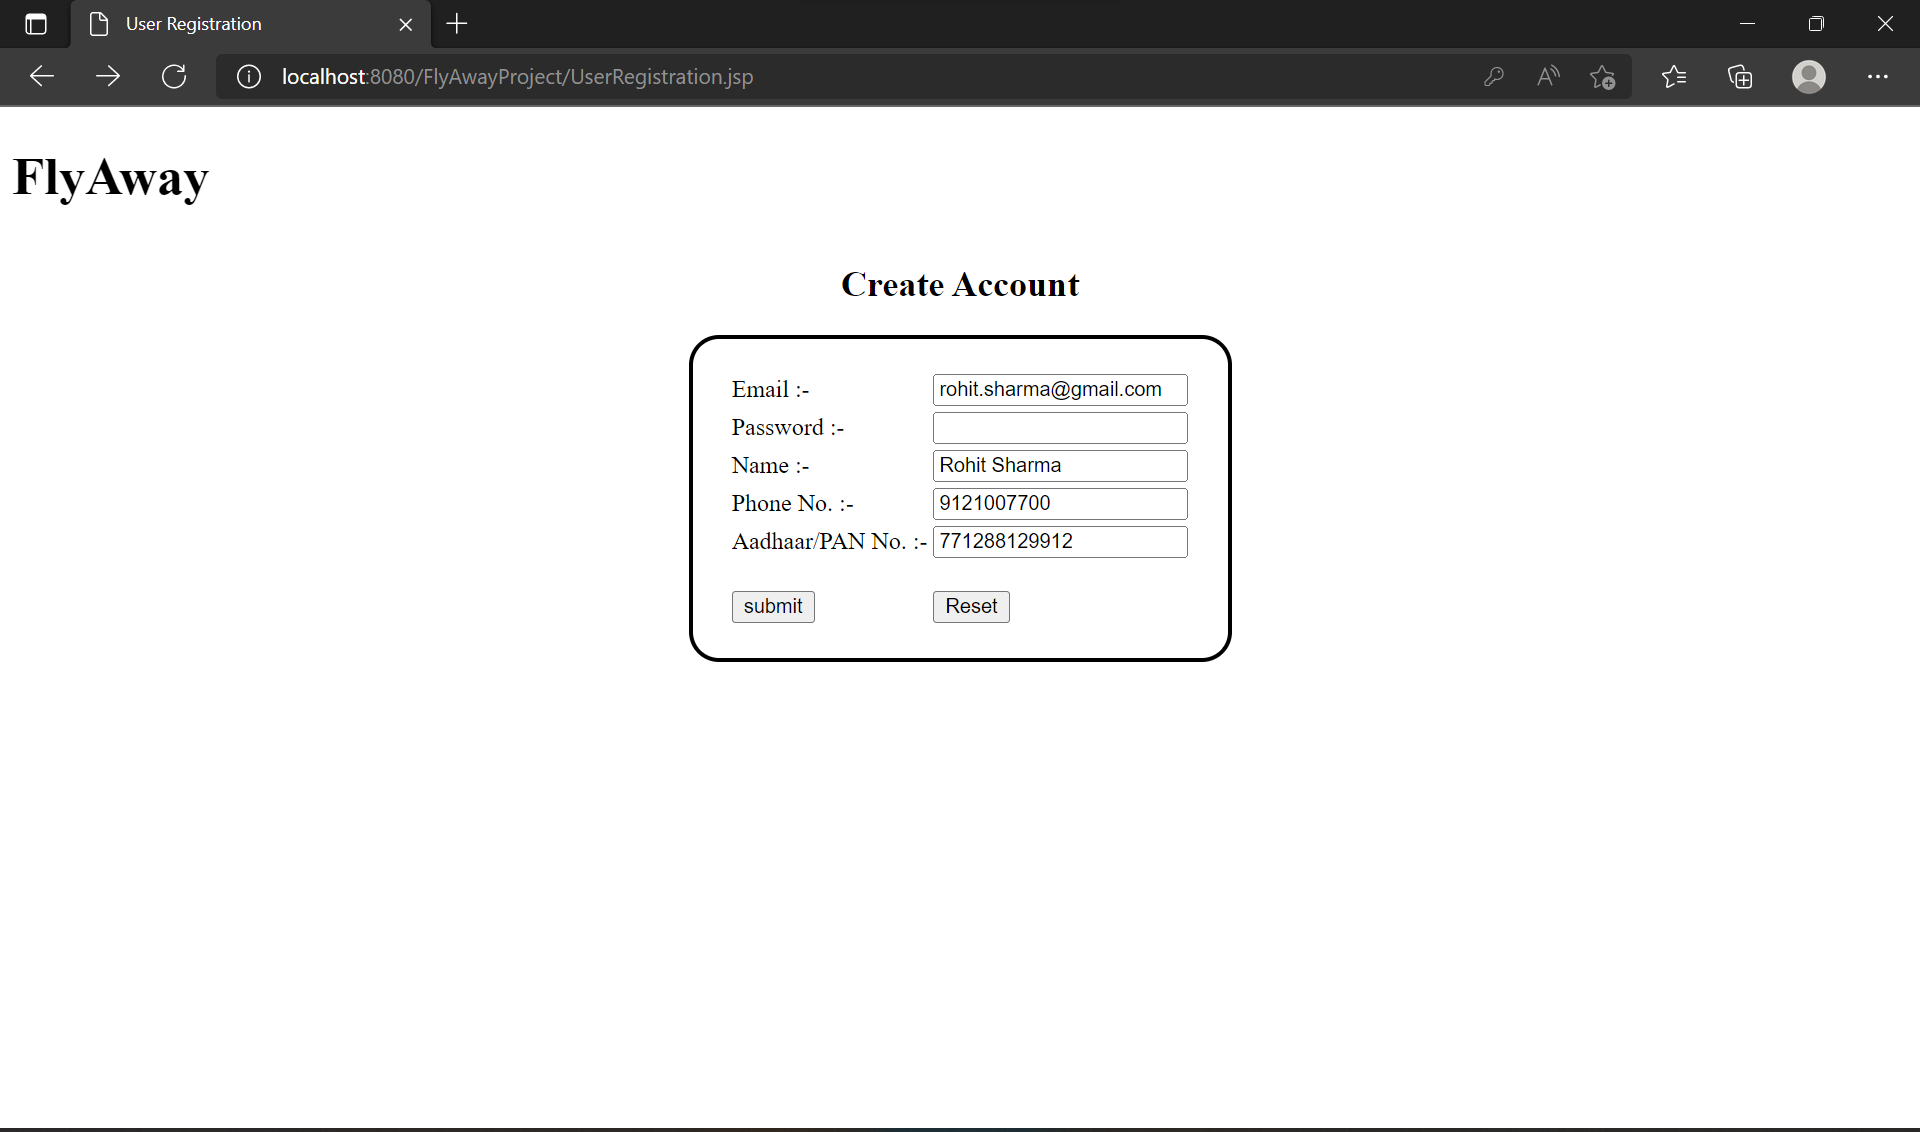 User Registration
localhost:8080/FlyAwayProject/UserRegistration.jsp
FlyAway
Create Account
Email :- rohit.sharma@gmail.com
Password :-
Name :- Rohit Sharma
Phone No. :- 9121007700
Aadhaar/PAN No. :- 771288129912
submit Reset